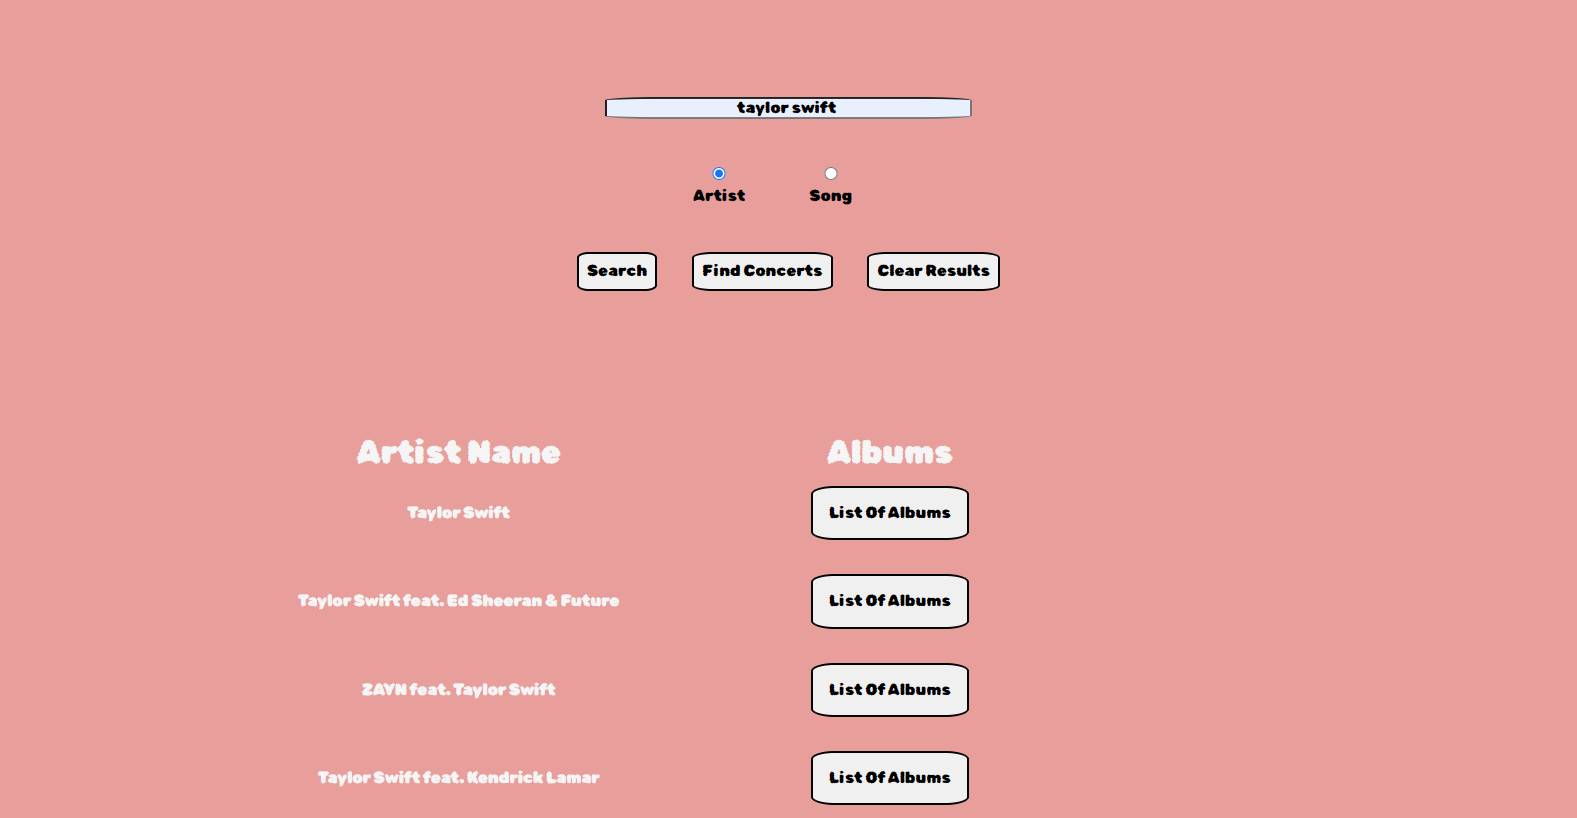 taylor swift
Artist Song
Search Find Concerts Clear Results
Artist Name Albums
Taylor Swift List Of Albums
Taylor Swift feat. Ed Sheeran & Future List Of Albums
ZAYN feat. Taylor Swift List Of Albums
Taylor Swift feat. Kendrick Lamar List Of Albums